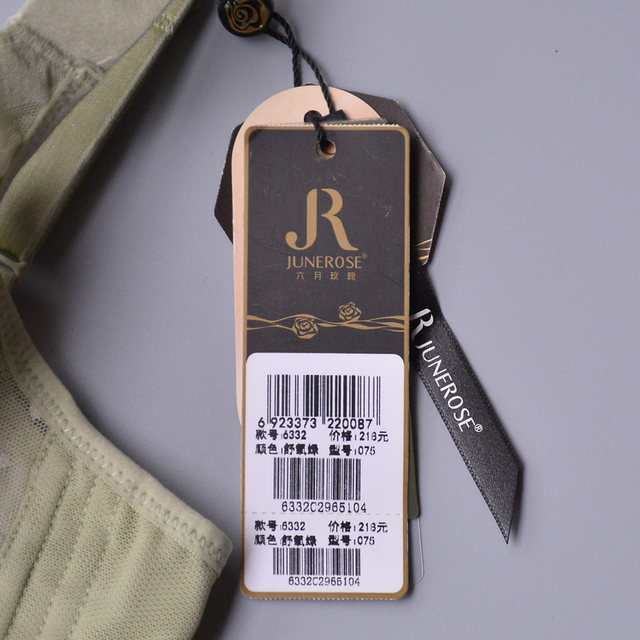 JR
JUNEROSE®
六月玫瑰
6 923373 220087
款号:6332 价格:218元
颜色:舒氧绿 型号:075
6332C2965104
款号:6332 价格:218元
颜色:舒氧绿 型号:075
6332C2965104
R JUNEROSE®